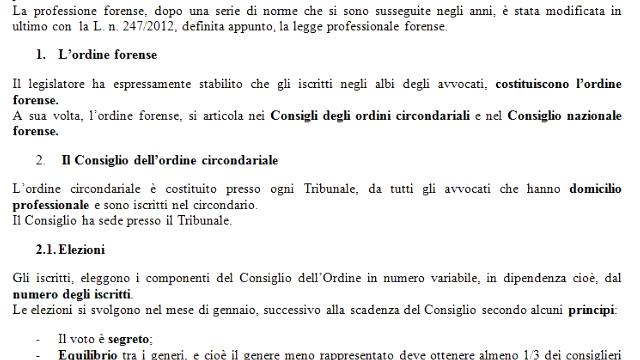 La professione forense, dopo una serie di norme che si sono susseguite negli anni, è stata modificata in
ultimo con la L. n. 247/2012, definita appunto, la legge professionale forense.
1. L'ordine forense
Il legislatore ha espressamente stabilito che gli iscritti negli albi degli avvocati, costituiscono l'ordine
forense.
A sua volta, l'ordine forense, si articola nei Consigli degli ordini circondariali e nel Consiglio nazionale
forense.
2. Il Consiglio dell'ordine circondariale
L'ordine circondariale è costituito presso ogni Tribunale, da tutti gli avvocati che hanno domicilio
professionale e sono iscritti nel circondario.
Il Consiglio ha sede presso il Tribunale.
2.1. Elezioni
Gli iscritti, eleggono i componenti del Consiglio dell'Ordine in numero variabile, in dipendenza cioè, dal
numero degli iscritti.
Le elezioni si svolgono nel mese di gennaio, successivo alla scadenza del Consiglio secondo alcuni principi:
- Il voto è segreto;
- Equilibrio tra i generi, e cioè il genere meno rappresentato deve ottenere almeno 1/3 dei consiglieri